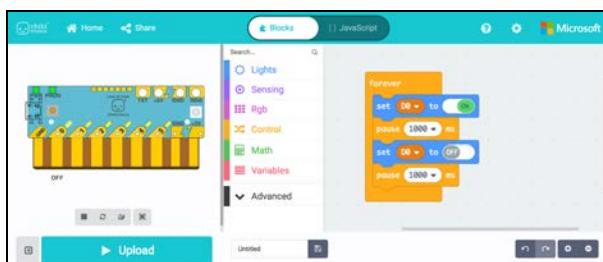 Home
Share
Blocks
{} JavaScript
Microsoft
OFF
Search...
Lights
Sensing
Rgb
Control
Math
Variables
Advanced
forever
set D0 to ON
pause 1000 ms
set D0 to OFF
pause 1000 ms
Upload
Untitled